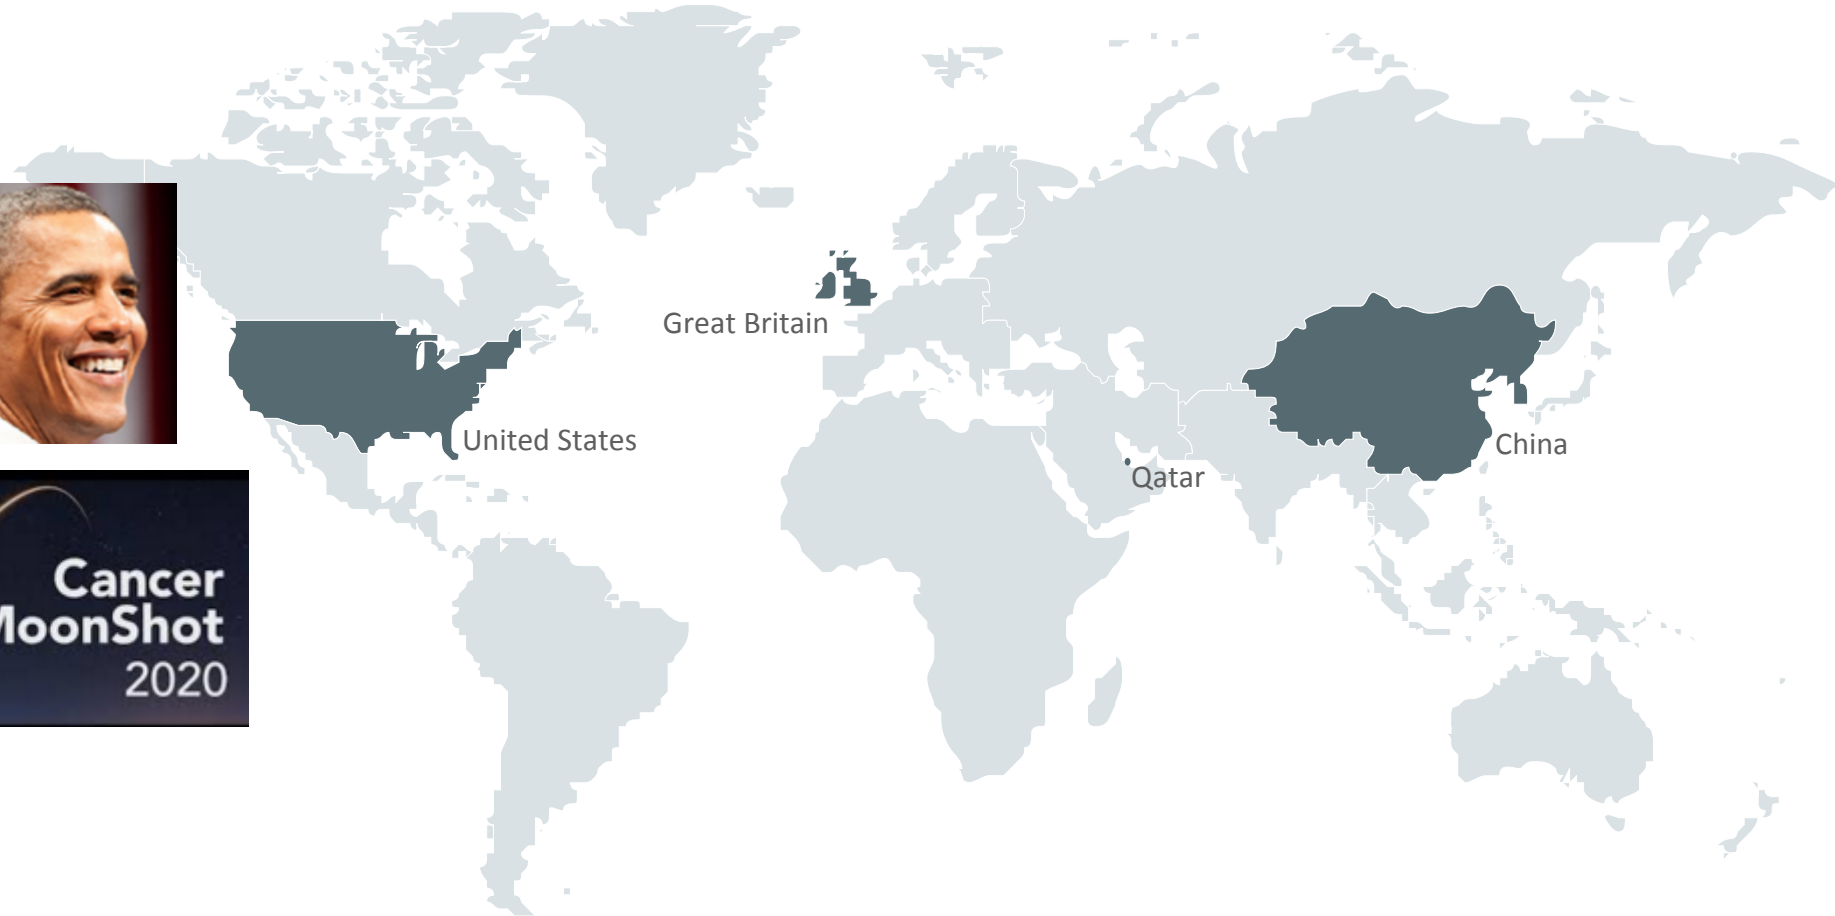 Great Britain
United States
China
Qatar
Cancer
MoonShot
2020